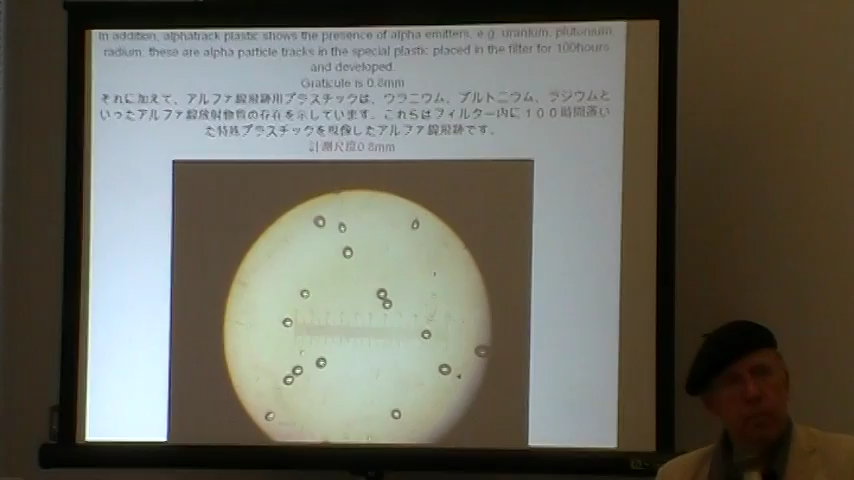 In addition, alphatrack plastic shows the presence of alpha emitters, e.g. uranium, plutonium
radium, these are alpha particle tracks in the special plastic placed in the filter for 100hours
and developed.
Graticule is 0.8mm
それに加えて、アルファ線飛跡用プラスチックは、ウラニウム、プルトニウム、ラジウムと
いったアルファ線放射物質の存在を示しています。これらはフィルター内に１００時間置い
た特殊プラスチックを現像したアルファ線飛跡です。
計測尺度0.8mm